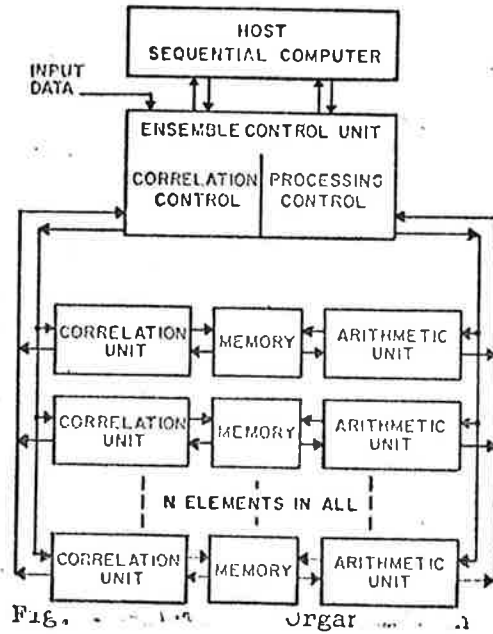 HOST
SEQUENTIAL COMPUTER
INPUT
DATA
ENSEMBLE CONTROL UNIT
CORRELATION
CONTROL
PROCESSING
CONTROL
CORRELATION
UNIT
MEMORY
ARITHMETIC
UNIT
CORRELATION
UNIT
MEMORY
ARITHMETIC
UNIT
N ELEMENTS IN ALL
CORRELATION
UNIT
MEMORY
ARITHMETIC
UNIT
Fig.